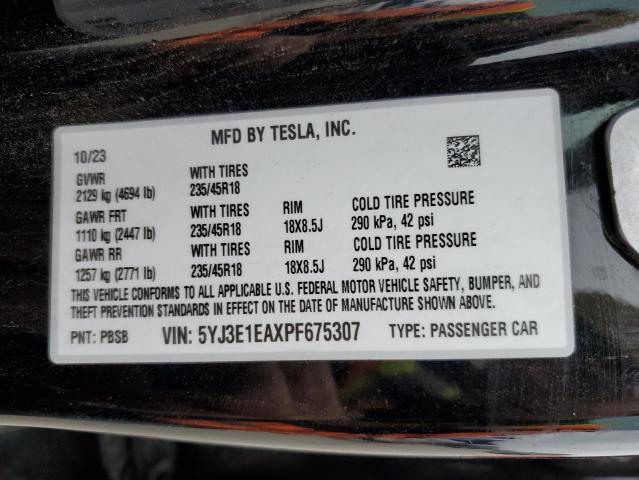 MFD BY TESLA, INC.
10/23
GVWR WITH TIRES
2129 kg (4694 lb) 235/45R18
GAWR FRT WITH TIRES RIM COLD TIRE PRESSURE
1110 kg (2447 lb) 235/45R18 18X8.5J 290 kPa, 42 psi
GAWR RR WITH TIRES RIM COLD TIRE PRESSURE
1257 kg (2771 lb) 235/45R18 18X8.5J 290 kPa, 42 psi
THIS VEHICLE CONFORMS TO ALL APPLICABLE U.S. FEDERAL MOTOR VEHICLE SAFETY, BUMPER, AND
THEFT PREVENTION STANDARDS IN EFFECT ON THE DATE OF MANUFACTURE SHOWN ABOVE.
PNT: PBSB VIN: 5YJ3E1EAXPF675307 TYPE: PASSENGER CAR